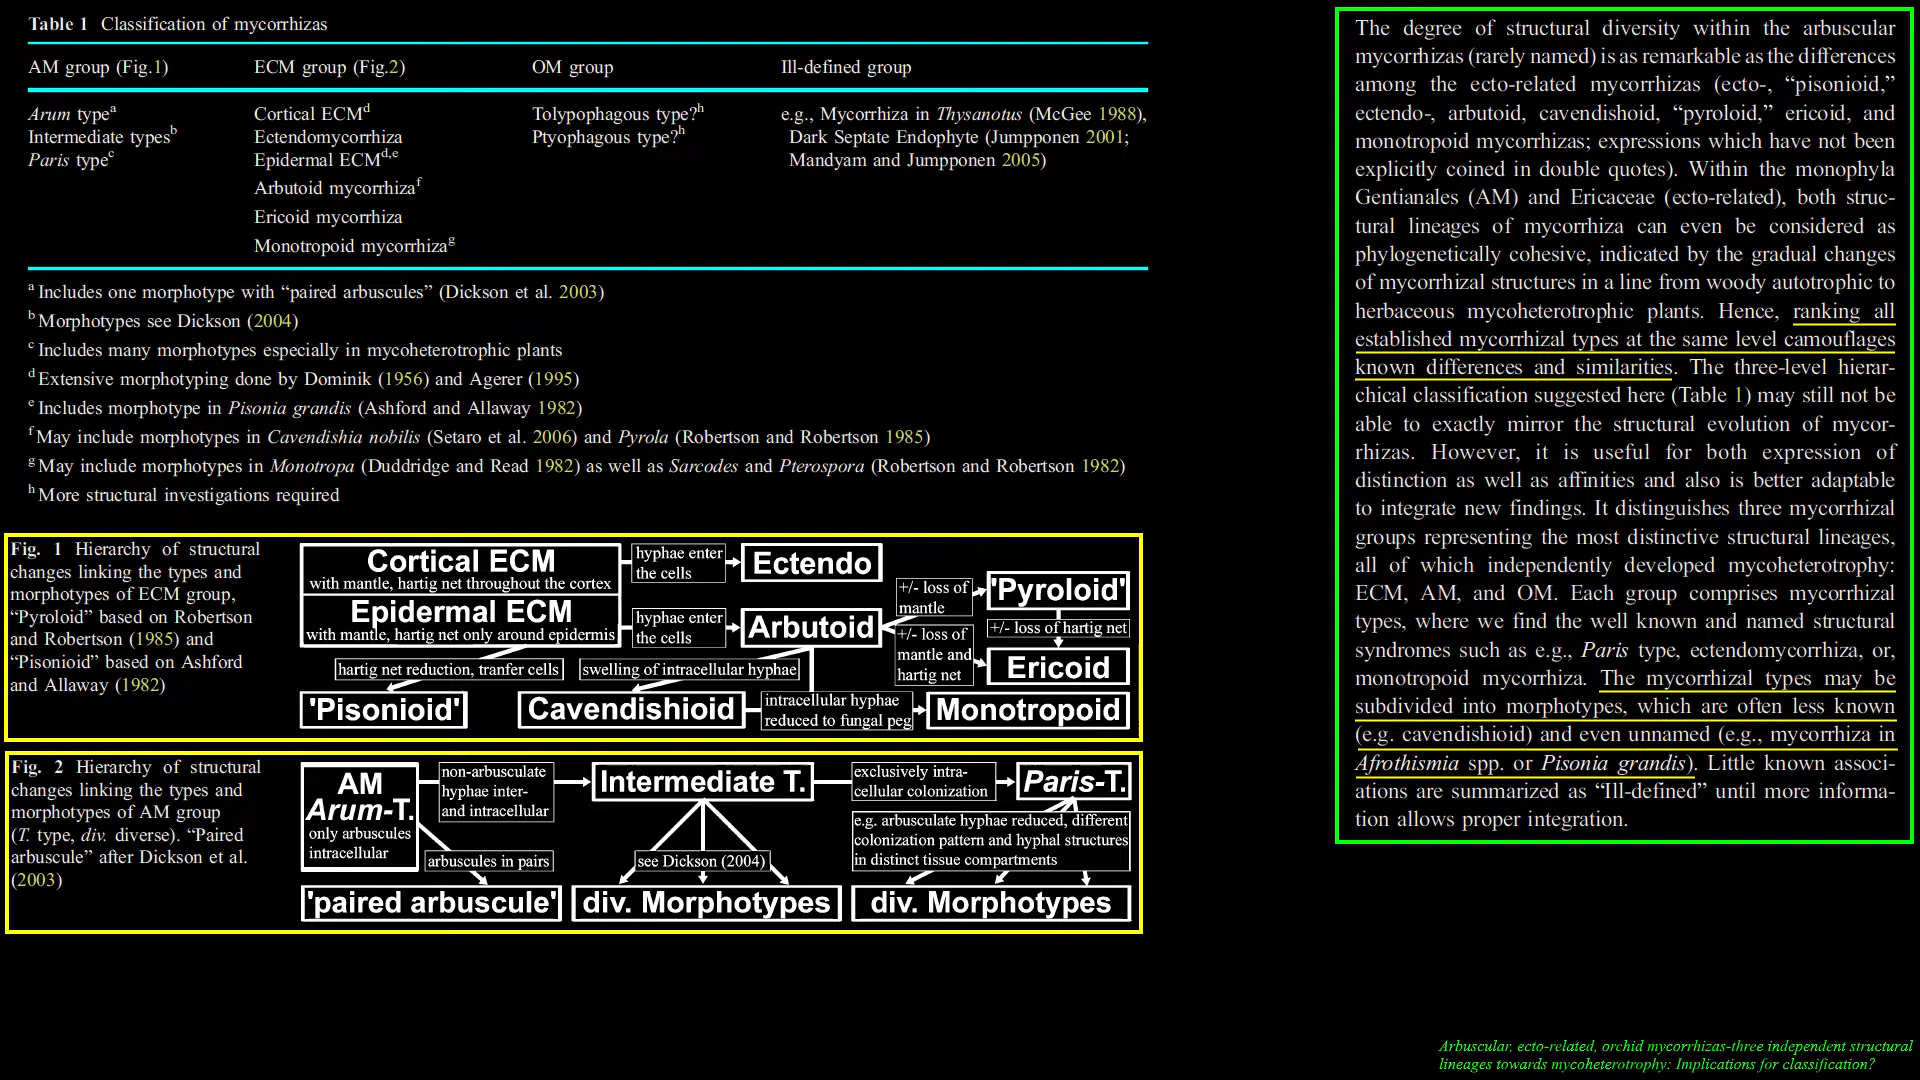 Table 1 Classification of mycorrhizas
AM group (Fig.1) ECM group (Fig.2) OM group Ill-defined group
Arum typeᵃ Cortical ECMᵈ Tolypophagous type?ʰ e.g., Mycorrhiza in Thysanotus (McGee 1988),
Intermediate typesᵇ Ectendomycorrhiza Ptyophagous type?ʰ Dark Septate Endophyte (Jumpponen 2001;
Paris typeᶜ Epidermal ECMᵈ,ᵉ Mandyam and Jumpponen 2005)
Arbutoid mycorrhizaᶠ
Ericoid mycorrhiza
Monotropoid mycorrhizaᵍ
ᵃ Includes one morphotype with “paired arbuscules” (Dickson et al. 2003)
ᵇ Morphotypes see Dickson (2004)
ᶜ Includes many morphotypes especially in mycoheterotrophic plants
ᵈ Extensive morphotyping done by Dominik (1956) and Agerer (1995)
ᵉ Includes morphotype in Pisonia grandis (Ashford and Allaway 1982)
ᶠ May include morphotypes in Cavendishia nobilis (Setaro et al. 2006) and Pyrola (Robertson and Robertson 1985)
ᵍ May include morphotypes in Monotropa (Duddridge and Read 1982) as well as Sarcodes and Pterospora (Robertson and Robertson 1982)
ʰ More structural investigations required
Fig. 1 Hierarchy of structural
changes linking the types and
morphotypes of ECM group,
“Pyroloid” based on Robertson
and Robertson (1985) and
“Pisonioid” based on Ashford
and Allaway (1982)
Cortical ECM
with mantle, hartig net throughout the cortex
hyphae enter
the cells
Ectendo
Epidermal ECM
with mantle, hartig net only around epidermis
hyphae enter
the cells
Arbutoid
+/- loss of
mantle
'Pyroloid'
+/- loss of hartig net
+/- loss of
mantle and
hartig net
Ericoid
hartig net reduction, tranfer cells
swelling of intracellular hyphae
'Pisonioid'
Cavendishioid
intracellular hyphae
reduced to fungal peg
Monotropoid
Fig. 2 Hierarchy of structural
changes linking the types and
morphotypes of AM group
(T. type, div. diverse). “Paired
arbuscule” after Dickson et al.
(2003)
AM
Arum-T.
only arbuscules
intracellular
non-arbusculate
hyphae inter-
and intracellular
Intermediate T.
exclusively intra-
cellular colonization
Paris-T.
arbuscules in pairs
see Dickson (2004)
e.g. arbusculate hyphae reduced, different
colonization pattern and hyphal structures
in distinct tissue compartments
'paired arbuscule'
div. Morphotypes
div. Morphotypes
The degree of structural diversity within the arbuscular
mycorrhizas (rarely named) is as remarkable as the differences
among the ecto-related mycorrhizas (ecto-, “pisonioid,”
ectendo-, arbutoid, cavendishoid, “pyroloid,” ericoid, and
monotropoid mycorrhizas; expressions which have not been
explicitly coined in double quotes). Within the monophyla
Gentianales (AM) and Ericaceae (ecto-related), both struc-
tural lineages of mycorrhiza can even be considered as
phylogenetically cohesive, indicated by the gradual changes
of mycorrhizal structures in a line from woody autotrophic to
herbaceous mycoheterotrophic plants. Hence, ranking all
established mycorrhizal types at the same level camouflages
known differences and similarities. The three-level hierar-
chical classification suggested here (Table 1) may still not be
able to exactly mirror the structural evolution of mycor-
rhizas. However, it is useful for both expression of
distinction as well as affinities and also is better adaptable
to integrate new findings. It distinguishes three mycorrhizal
groups representing the most distinctive structural lineages,
all of which independently developed mycoheterotrophy:
ECM, AM, and OM. Each group comprises mycorrhizal
types, where we find the well known and named structural
syndromes such as e.g., Paris type, ectendomycorrhiza, or,
monotropoid mycorrhiza. The mycorrhizal types may be
subdivided into morphotypes, which are often less known
(e.g. cavendishioid) and even unnamed (e.g., mycorrhiza in
Afrothismia spp. or Pisonia grandis). Little known associ-
ations are summarized as “Ill-defined” until more informa-
tion allows proper integration.
Arbuscular, ecto-related, orchid mycorrhizas-three independent structural
lineages towards mycoheterotrophy: Implications for classification?